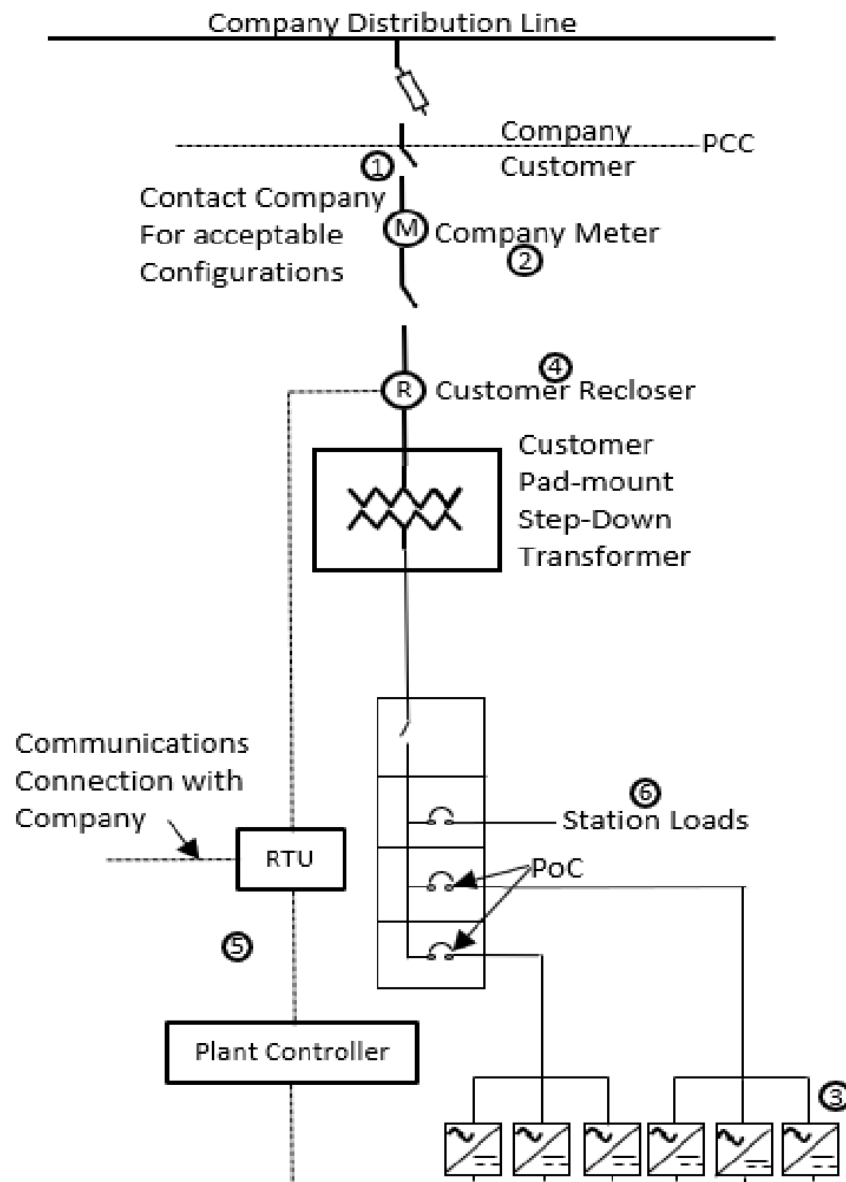 Company Distribution Line
Company
PCC
Customer
1
Contact Company
For acceptable
Configurations
M
Company Meter
2
4
R
Customer Recloser
Customer
Pad-mount
Step-Down
Transformer
Communications
Connection with
Company
6
Station Loads
RTU
PoC
5
Plant Controller
3